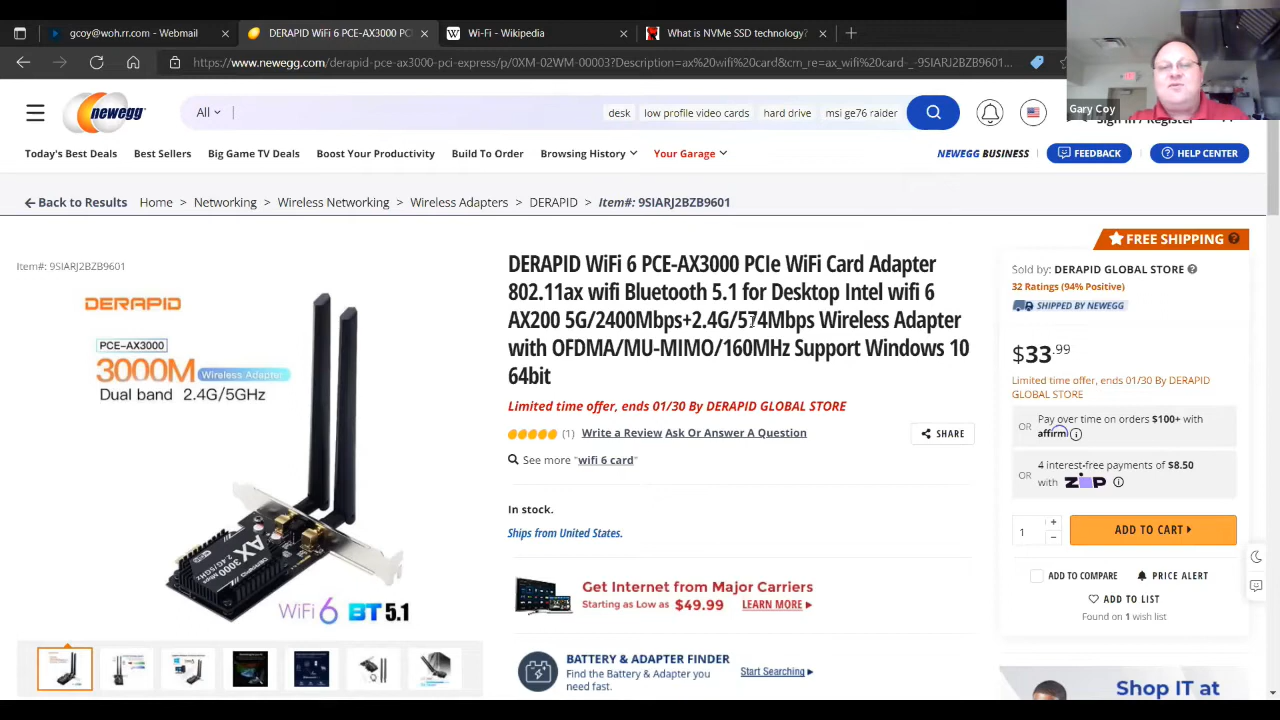 gcoy@woh.rr.com - Webmail
DERAPID WiFi 6 PCE-AX3000 PC
W Wi-Fi - Wikipedia
What is NVMe SSD technology?
https://www.newegg.com/derapid-pce-ax3000-pci-express/p/0XM-02WM-00003?Description=ax%20wifi%20card&cm_re=ax_wifi card-_-9SIARJ2BZB9601...
Gary Coy
newegg
All
desk
low profile video cards
hard drive
msi ge76 raider
Sign in / Register
Today's Best Deals
Best Sellers
Big Game TV Deals
Boost Your Productivity
Build To Order
Browsing History
Your Garage
NEWEGG BUSINESS
FEEDBACK
HELP CENTER
Back to Results
Home > Networking > Wireless Networking > Wireless Adapters > DERAPID > Item#: 9SIARJ2BZB9601
FREE SHIPPING
Item#: 9SIARJ2BZB9601
DERAPID
PCE-AX3000
3000M Wireless Adapter
Dual band 2.4G/5GHz
AX 3000 Mbps
2.4G/5GHz
WiFi 6 BT 5.1
DERAPID WiFi 6 PCE-AX3000 PCIe WiFi Card Adapter
802.11ax wifi Bluetooth 5.1 for Desktop Intel wifi 6
AX200 5G/2400Mbps+2.4G/574Mbps Wireless Adapter
with OFDMA/MU-MIMO/160MHz Support Windows 10
64bit
Limited time offer, ends 01/30 By DERAPID GLOBAL STORE
(1) Write a Review Ask Or Answer A Question
SHARE
See more "wifi 6 card"
In stock.
Ships from United States.
Get Internet from Major Carriers
Starting as Low as $49.99 LEARN MORE
BATTERY & ADAPTER FINDER
Find the Battery & Adapter you
need fast.
Start Searching
Sold by: DERAPID GLOBAL STORE
32 Ratings (94% Positive)
SHIPPED BY NEWEGG
$33.99
Limited time offer, ends 01/30 By DERAPID
GLOBAL STORE
OR
Pay over time on orders $100+ with
affirm
OR
4 interest-free payments of $8.50
with zip
1
ADD TO CART
ADD TO COMPARE
PRICE ALERT
ADD TO LIST
Found on 1 wish list
Shop IT at